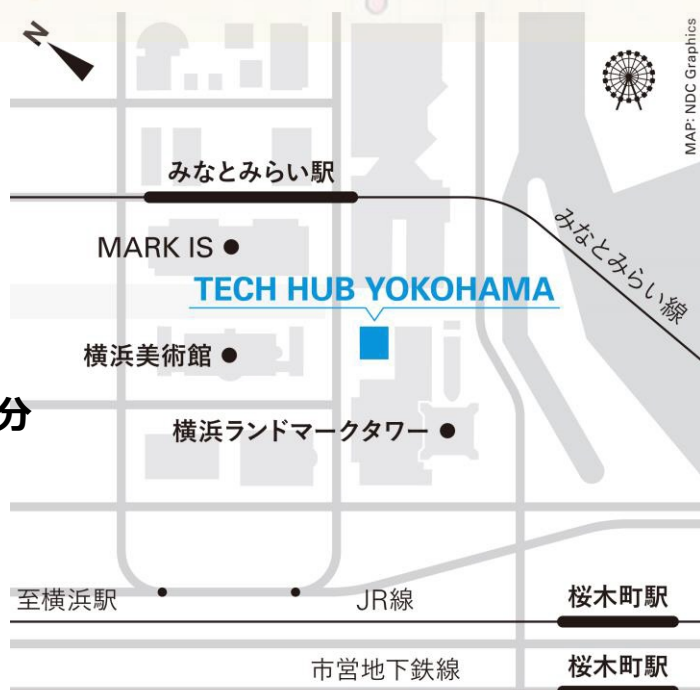 N
MAP: NDC Graphics
みなとみらい駅
MARK IS
みなとみらい線
TECH HUB YOKOHAMA
横浜美術館
分
横浜ランドマークタワー
至横浜駅
JR線
桜木町駅
市営地下鉄線
桜木町駅